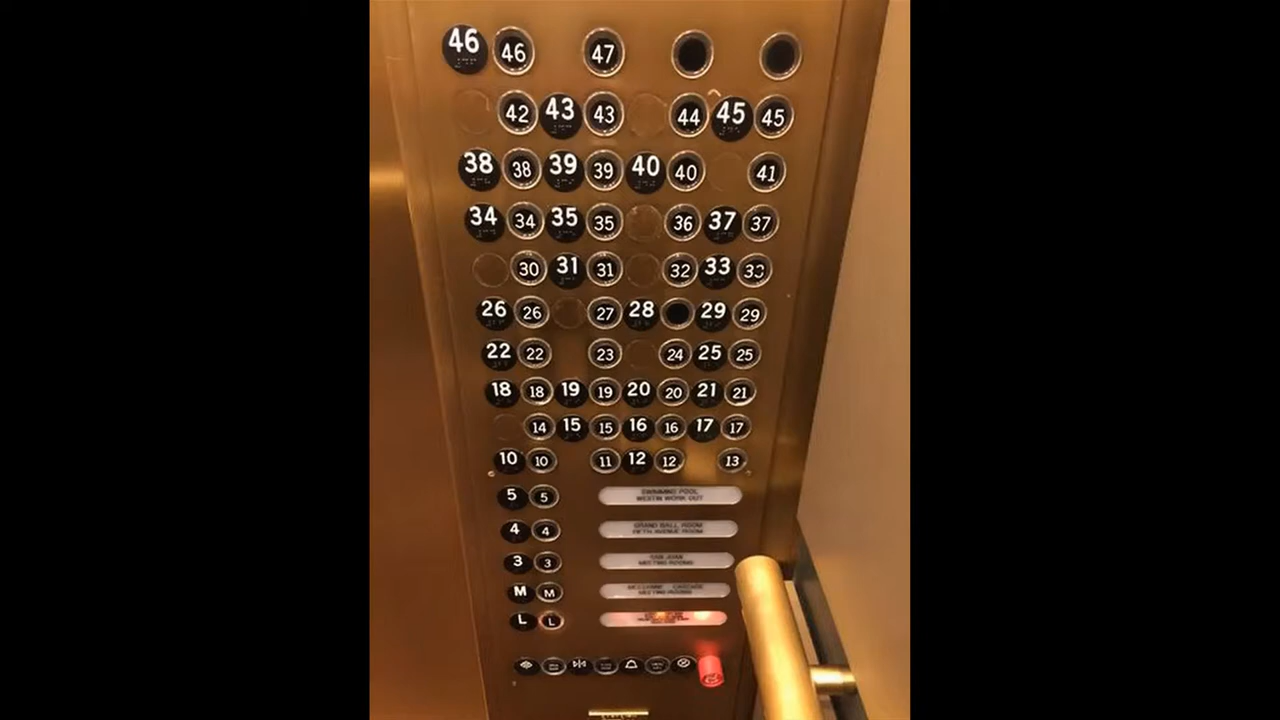 46 46 47
42 43 43 44 45 45
38 38 39 39 40 40 41
34 34 35 35 36 37 37
30 31 31 32 33 33
26 26 27 28 29 29
22 22 23 24 25 25
18 18 19 19 20 20 21 21
14 15 15 16 16 17 17
10 10 11 12 12 13
5 5 SWIMMING POOL
WESTIN WORK OUT
4 4 GRAND BALL ROOM
FIFTH AVENUE ROOM
3 3 SAN JUAN
MEETING ROOMS
M M MEZZANINE CASCADE
MEETING ROOMS
L L